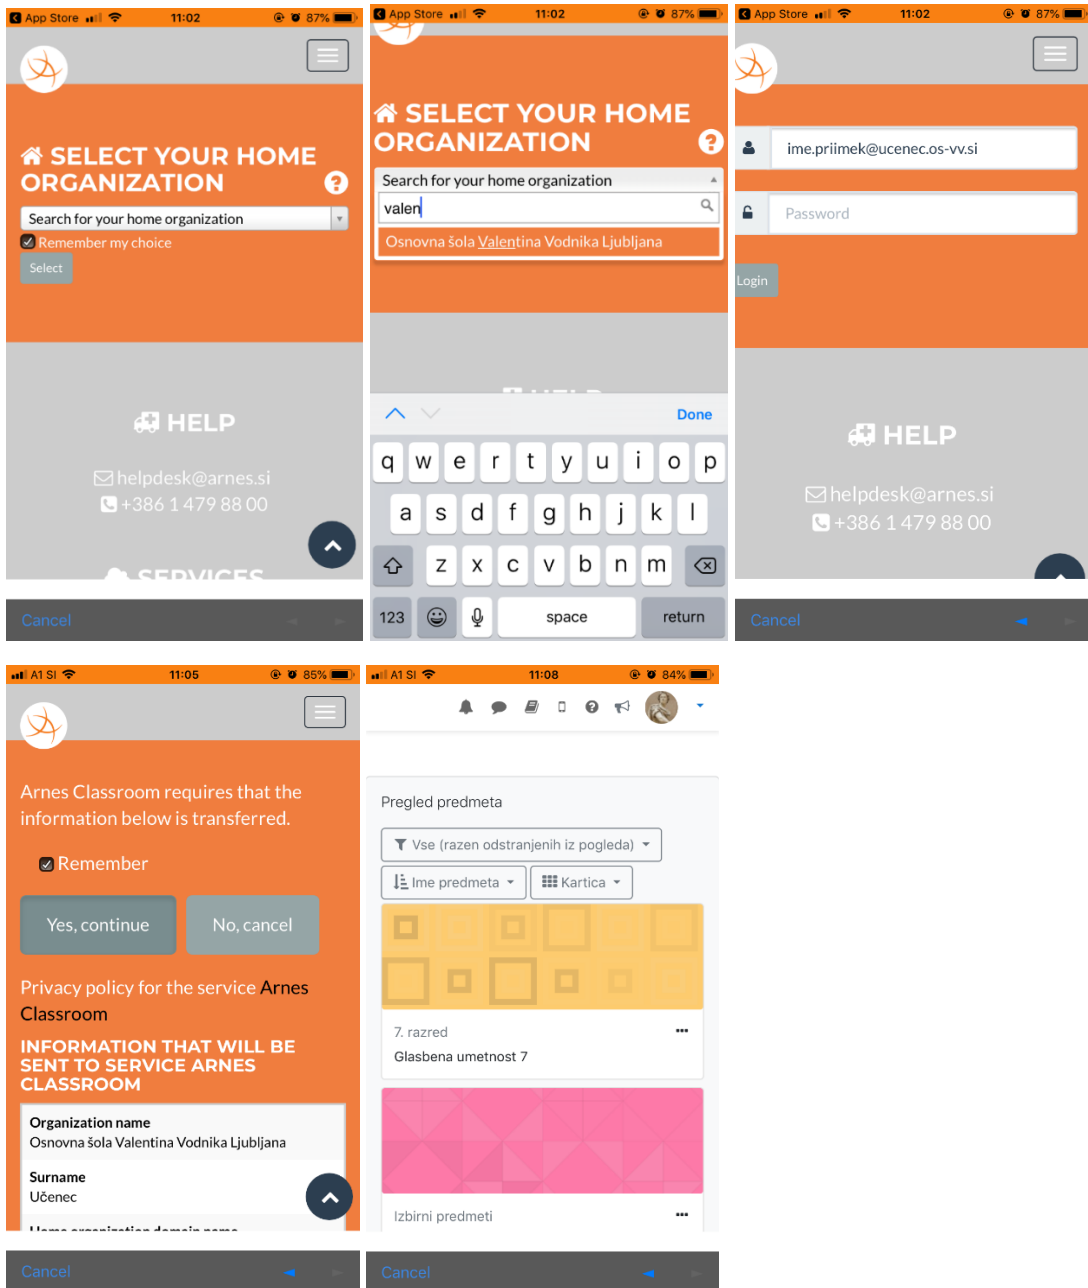 App Store 11:02 87%
SELECT YOUR HOME
ORGANIZATION
Search for your home organization
Remember my choice
Select
HELP
helpdesk@arnes.si
+386 1 479 88 00
SERVICES
Cancel
App Store 11:02 87%
SELECT YOUR HOME
ORGANIZATION
Search for your home organization
valen
Osnovna šola Valentina Vodnika Ljubljana
HELP
Done
q w e r t y u i o p
a s d f g h j k l
z x c v b n m
123 space return
App Store 11:02 87%
ime.priimek@ucenec.os-vv.si
Password
Login
HELP
helpdesk@arnes.si
+386 1 479 88 00
Cancel
A1 SI 11:05 85%
Arnes Classroom requires that the
information below is transferred.
Remember
Yes, continue No, cancel
Privacy policy for the service Arnes
Classroom
INFORMATION THAT WILL BE
SENT TO SERVICE ARNES
CLASSROOM
Organization name
Osnovna šola Valentina Vodnika Ljubljana
Surname
Učenec
Home organization domain name
Cancel
A1 SI 11:08 84%
Pregled predmeta
Vse (razen odstranjenih iz pogleda)
Ime predmeta Kartica
7. razred
Glasbena umetnost 7
Izbirni predmeti
Cancel